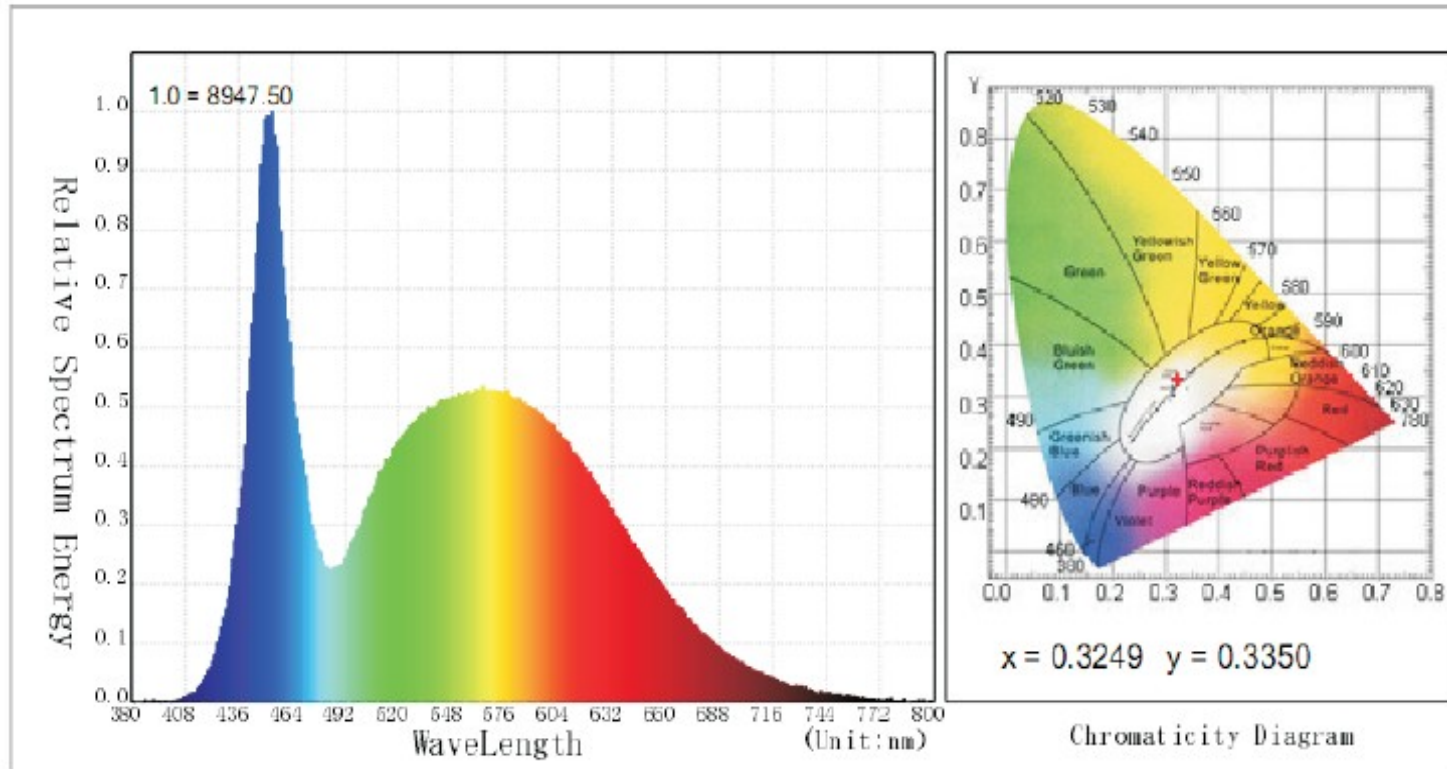 1.0 = 8947.50
Relative Spectrum Energy
1.0
0.9
0.8
0.7
0.6
0.5
0.4
0.3
0.2
0.1
0.0
380 408 436 464 492 520 548 576 604 632 660 688 716 744 772 800
WaveLength
(Unit:nm)
Y
520
530
540
550
560
570
580
590
600
610
620
630
780
490
480
460
380
0.8
0.7
0.6
0.5
0.4
0.3
0.2
0.1
Green
Yellowish
Green
Yellow
Green
Yellow
Orange
Reddish
Orange
Red
Bluish
Green
Greenish
Blue
Blue
Violet
Purple
Reddish
Purple
Purplish
Red
0.0 0.1 0.2 0.3 0.4 0.5 0.6 0.7 0.8
x = 0.3249 y = 0.3350
Chromaticity Diagram